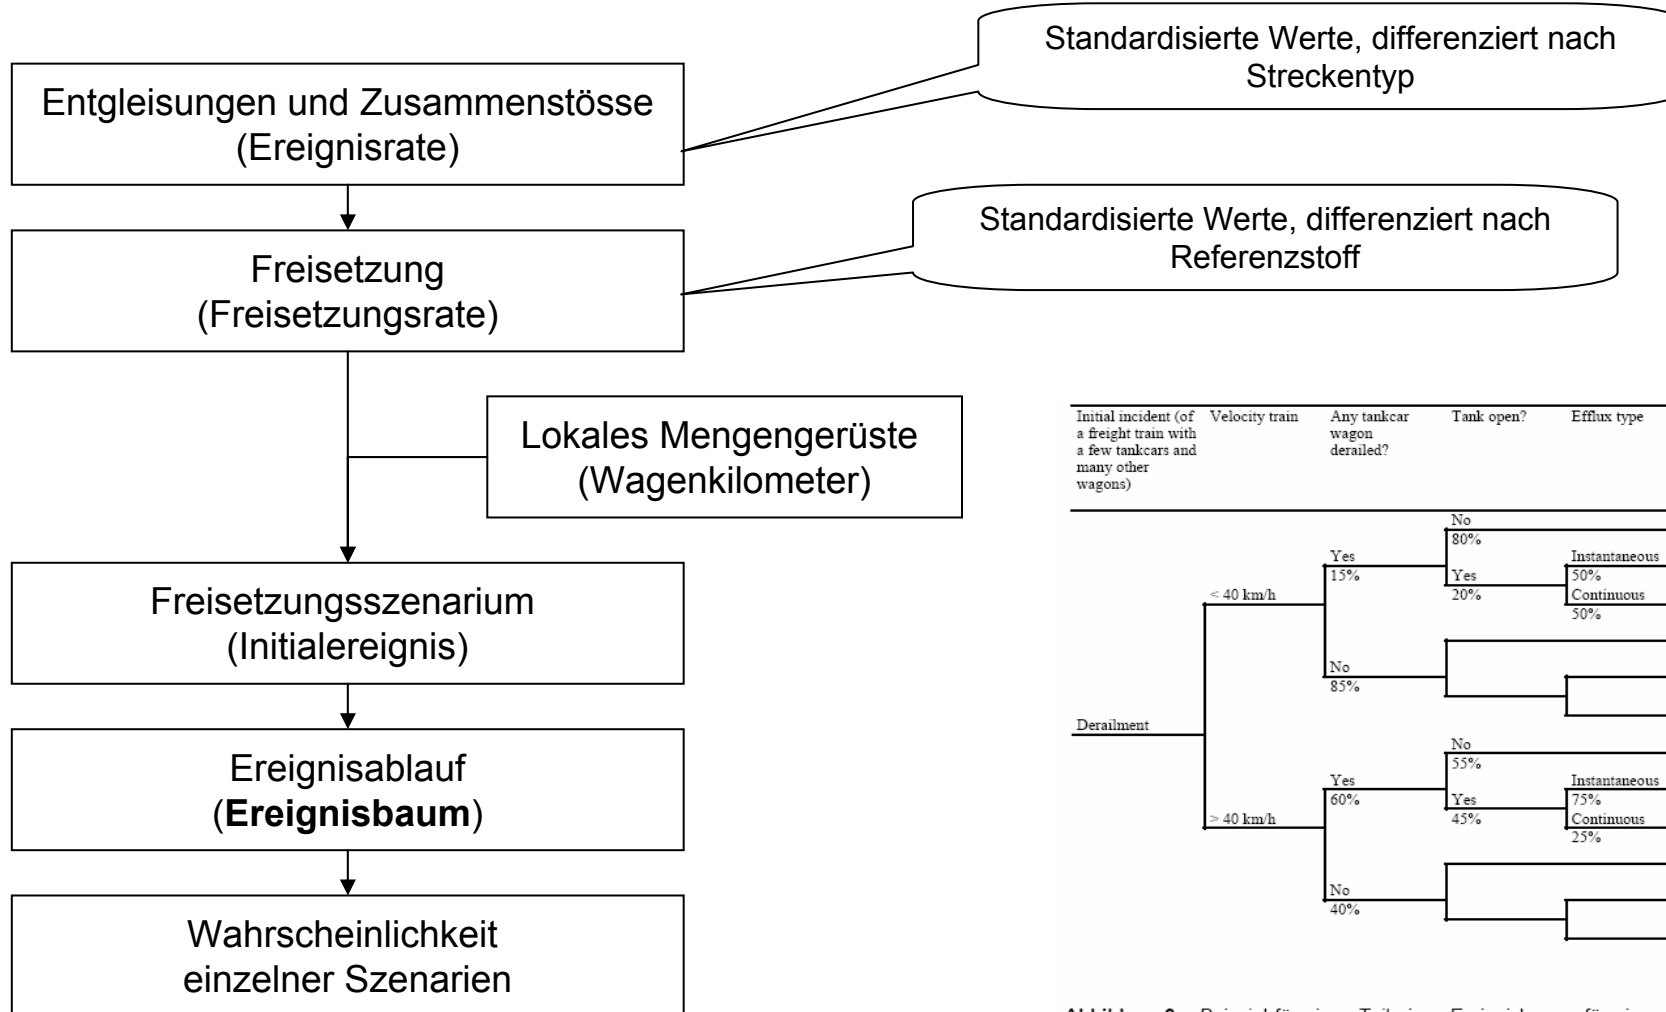 Standardisierte Werte, differenziert nach
Streckentyp
Entgleisungen und Zusammenstösse
(Ereignisrate)
Standardisierte Werte, differenziert nach
Referenzstoff
Freisetzung
(Freisetzungsrate)
Lokales Mengengerüste
(Wagenkilometer)
Freisetzungsszenarium
(Initialereignis)
Ereignisablauf
(Ereignisbaum)
Wahrscheinlichkeit
einzelner Szenarien
Initial incident (of
a freight train with
a few tankcars and
many other
wagons)
Velocity train
Any tankcar
wagon
derailed?
Tank open?
Efflux type
Derailment
< 40 km/h
Yes
15%
No
80%
Yes
20%
Instantaneous
50%
Continuous
50%
No
85%
> 40 km/h
Yes
60%
No
55%
Yes
45%
Instantaneous
75%
Continuous
25%
No
40%